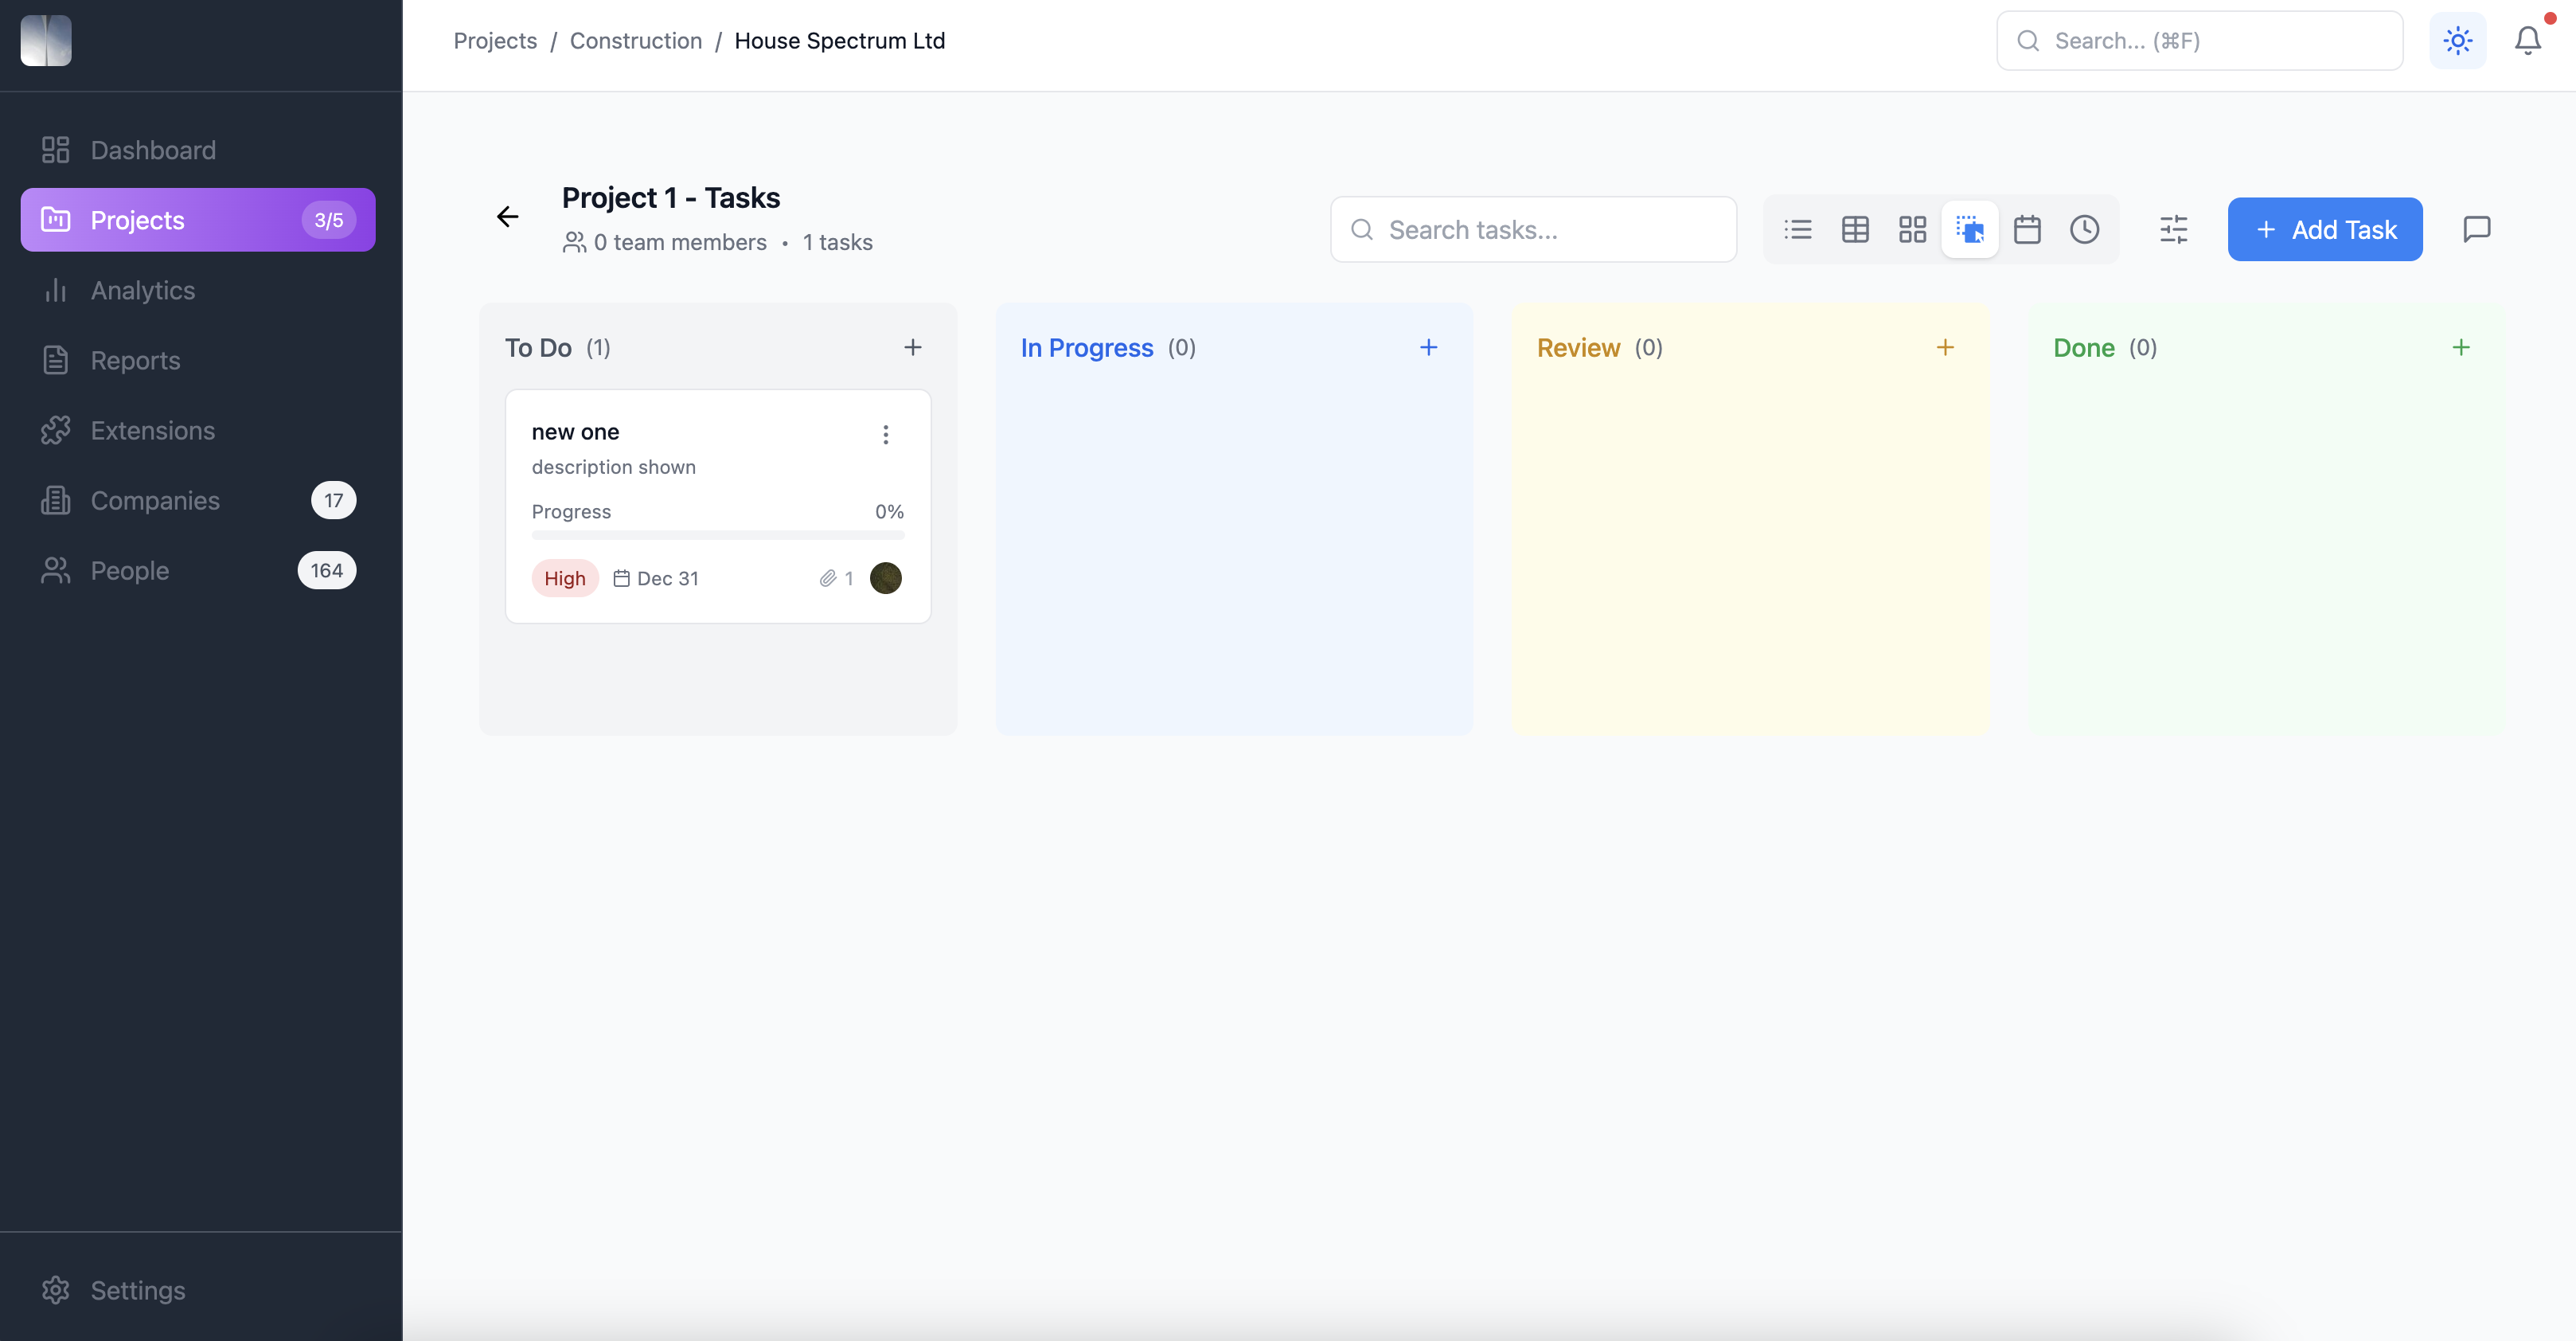 Projects / Construction / House Spectrum Ltd
Search... (⌘F)
Dashboard
Projects 3/5
Analytics
Reports
Extensions
Companies 17
People 164
Settings
Project 1 - Tasks
0 team members • 1 tasks
Search tasks...
+ Add Task
To Do (1) +
new one
description shown
Progress 0%
High Dec 31 1
In Progress (0) +
Review (0) +
Done (0) +